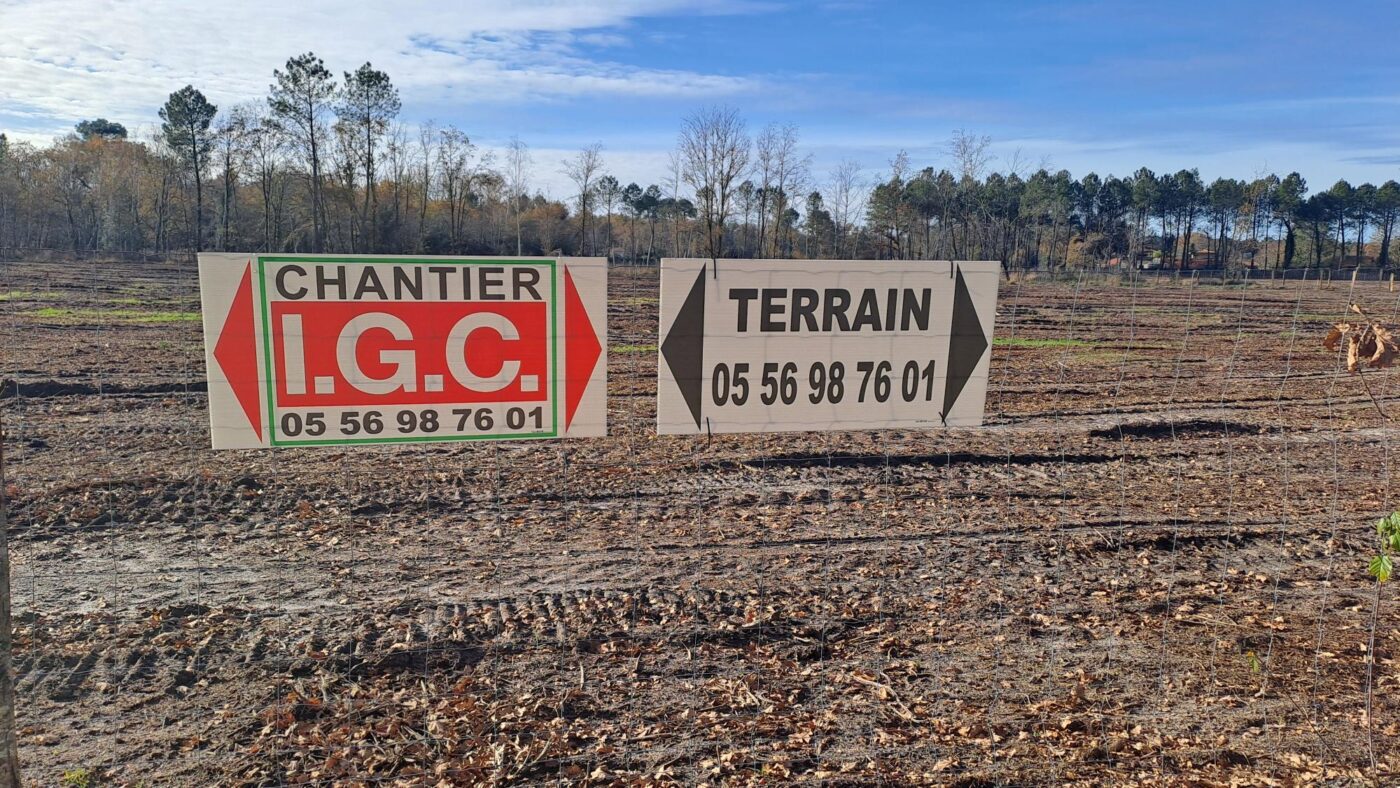 CHANTIER
I.G.C.
05 56 98 76 01
TERRAIN
05 56 98 76 01